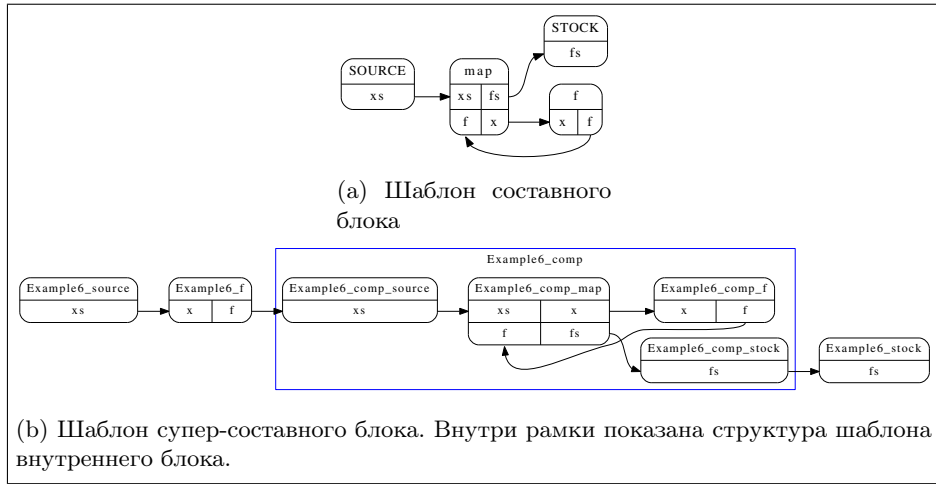 STOCK
fs
SOURCE
xs
map
xs fs
f x
f
x f
(a) Шаблон составного
блока
Example6_comp
Example6_source
xs
Example6_f
x f
Example6_comp_source
xs
Example6_comp_map
xs x
f fs
Example6_comp_f
x f
Example6_comp_stock
fs
Example6_stock
fs
(b) Шаблон супер-составного блока. Внутри рамки показана структура шаблона
внутреннего блока.